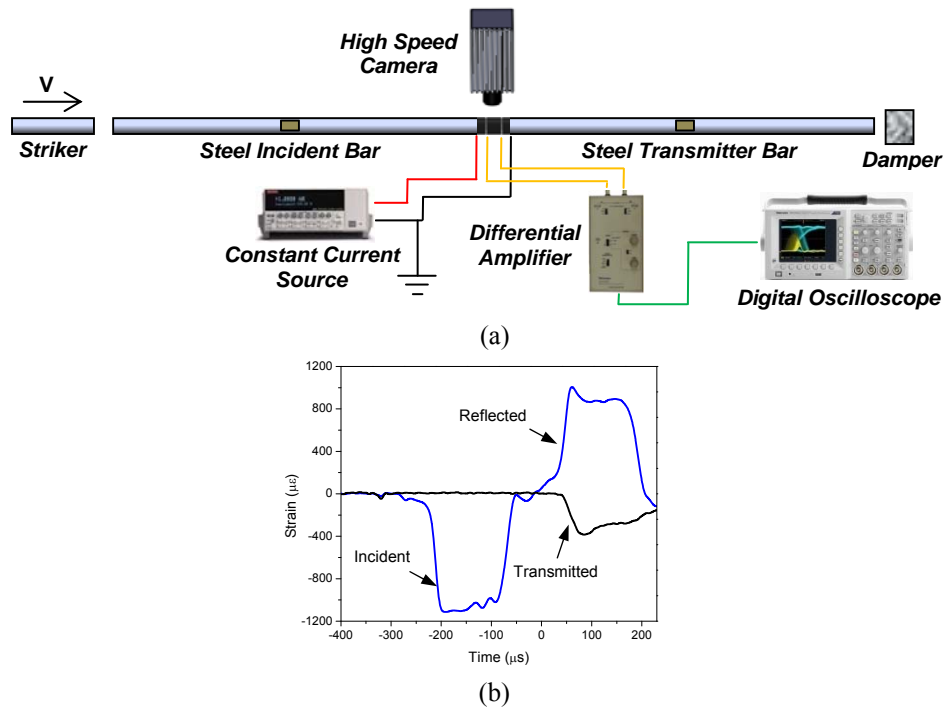 High Speed
Camera
V
Striker
Steel Incident Bar
Steel Transmitter Bar
Damper
Constant Current
Source
Differential
Amplifier
Digital Oscilloscope
(a)
1200
800
400
0
-400
-800
-1200
Strain (με)
Reflected
Incident
Transmitted
-400
-300
-200
-100
0
100
200
Time (μs)
(b)